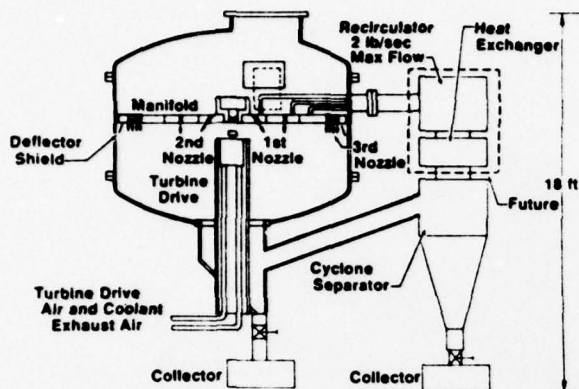 Recirculator
2 lb/sec
Max Flow
Heat
Exchanger
Manifold
Deflector
Shield
2nd
Nozzle
1st
Nozzle
3rd
Nozzle
Turbine
Drive
18 ft
Future
Cyclone
Separator
Turbine Drive
Air and Coolant
Exhaust Air
Collector
Collector